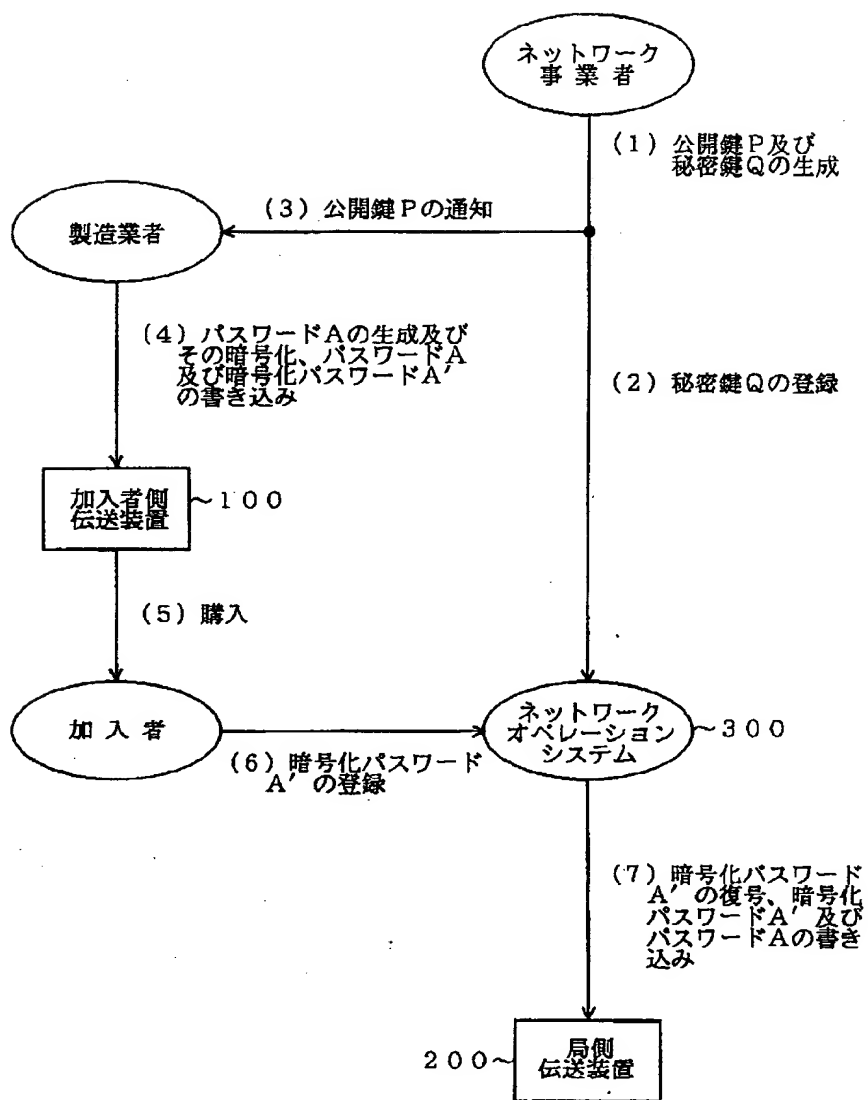 ネットワーク
事 業 者
(1) 公開鍵P及び
秘密鍵Qの生成
(3) 公開鍵Pの通知
製造業者
(4) パスワードAの生成及び
その暗号化、パスワードA
及び暗号化パスワードA'
の書き込み
(2) 秘密鍵Qの登録
加入者側
伝送装置
100
(5) 購入
加 入 者
ネットワーク
オペレーション
システム
300
(6) 暗号化パスワード
A'の登録
(7) 暗号化パスワード
A'の復号、暗号化
パスワードA'及び
パスワードAの書き
込み
200
局側
伝送装置